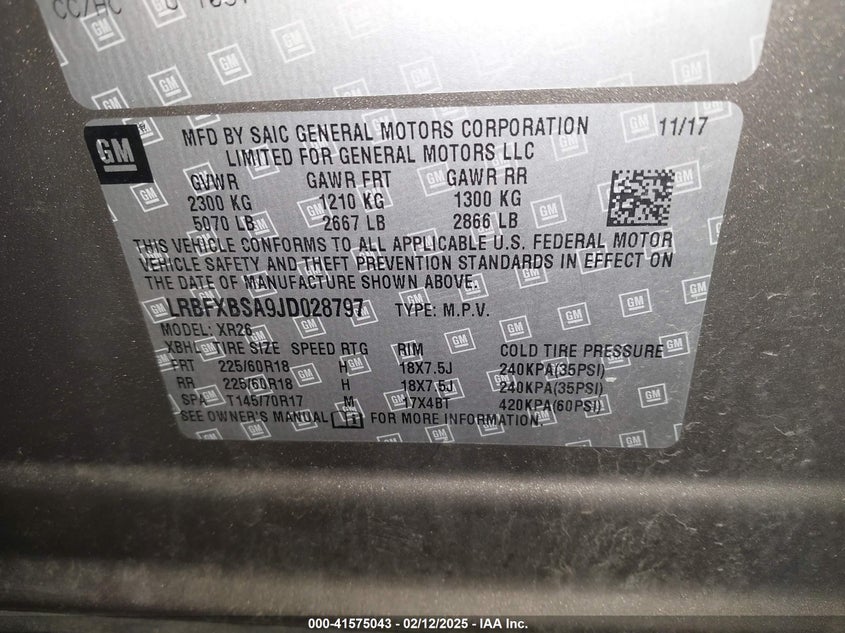 CC/HC
GM
MFD BY SAIC GENERAL MOTORS CORPORATION 11/17
LIMITED FOR GENERAL MOTORS LLC
GVWR GAWR FRT GAWR RR
2300 KG 1210 KG 1300 KG
5070 LB 2667 LB 2866 LB
THIS VEHICLE CONFORMS TO ALL APPLICABLE U.S. FEDERAL MOTOR
VEHICLE SAFETY AND THEFT PREVENTION STANDARDS IN EFFECT ON
THE DATE OF MANUFACTURE SHOWN ABOVE.
LRBFXBSA9JD028797 TYPE: M.P.V.
MODEL: XR26
XBHL TIRE SIZE SPEED RTG RIM COLD TIRE PRESSURE
FRT 225/60R18 H 18X7.5J 240KPA(35PSI)
RR 225/60R18 H 18X7.5J 240KPA(35PSI)
SPA T145/70R17 M 17X4BT 420KPA(60PSI)
SEE OWNER'S MANUAL FOR MORE INFORMATION.
000-41575043 — 02/12/2025 — IAA Inc.